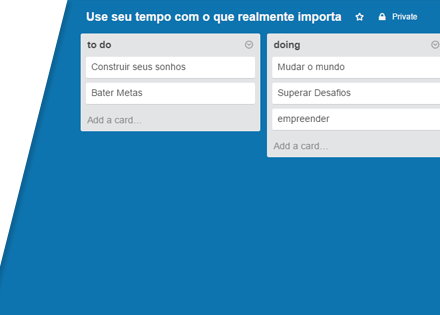 Use seu tempo com o que realmente importa
Private
to do
Construir seus sonhos
Bater Metas
Add a card...
doing
Mudar o mundo
Superar Desafios
empreender
Add a card...